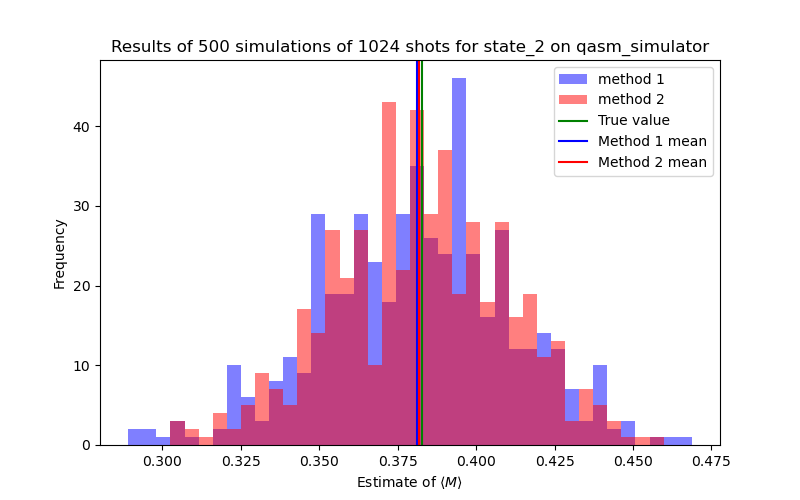 Results of 500 simulations of 1024 shots for state_2 on qasm_simulator
method 1
method 2
True value
Method 1 mean
Method 2 mean
Frequency
40
30
20
10
0
0.300 0.325 0.350 0.375 0.400 0.425 0.450 0.475
Estimate of ⟨M⟩